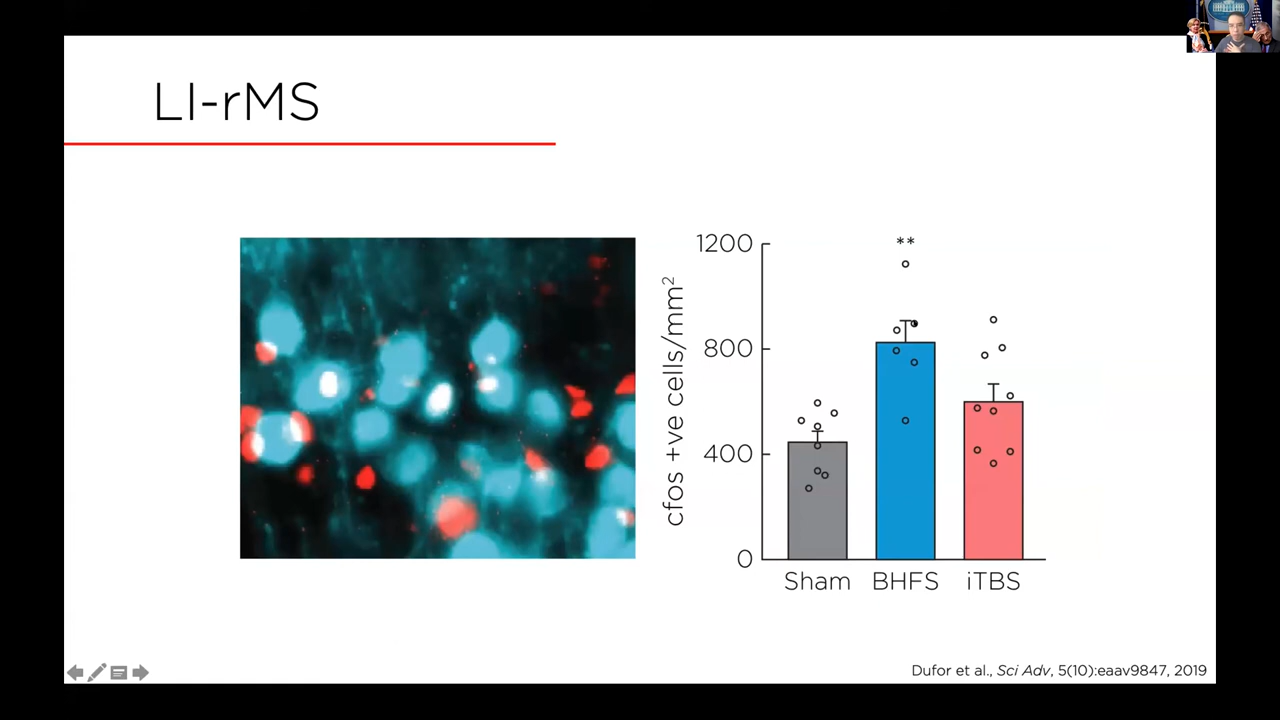 LI-rMS
cfos +ve cells/mm²
1200
800
400
0
**
Sham
BHFS
iTBS
Dufor et al., Sci Adv, 5(10):eaav9847, 2019